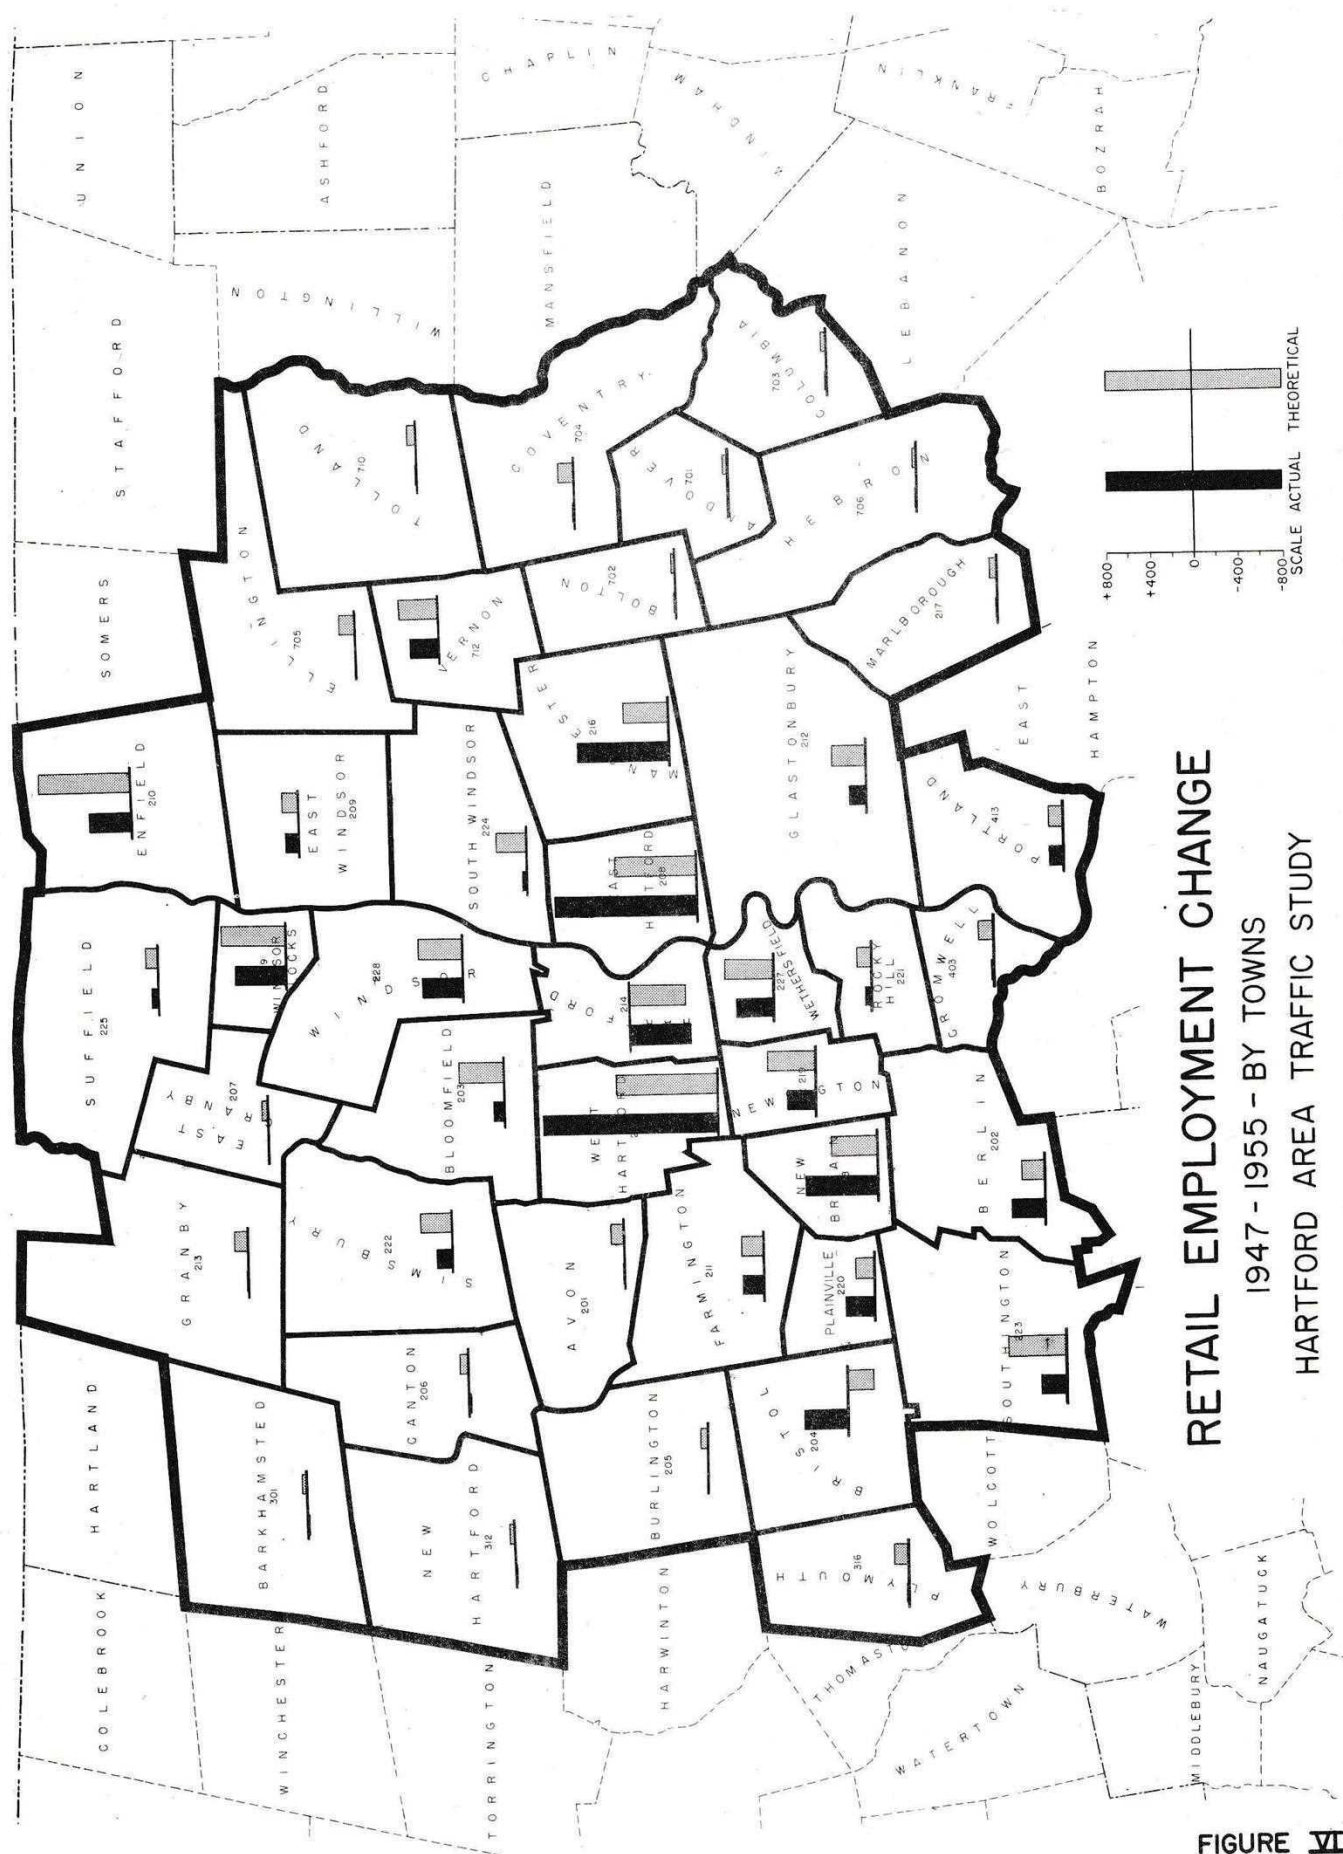 UNION
STAFFORD
SOMERS
ENFIELD
210
SUFFIELD
225
HARTLAND
COLEBROOK
ASHFORD
WILLINGTON
TOLLAND
710
ELLINGTON
705
EAST
WINDSOR
209
WINDSOR
LOCKS
EAST
GRANBY
207
GRANBY
213
BARKHAMSTED
301
WINCHESTER
CHAPLIN
MANSFIELD
COVENTRY
704
VERNON
712
SOUTH WINDSOR
224
WINDSOR
228
BLOOMFIELD
203
SIMSBURY
222
CANTON
206
NEW
HARTFORD
312
TORRINGTON
WINDHAM
COLUMBIA
703
ANDOVER
701
BOLTON
702
216
EAST
HARTFORD
208
214
WEST
HARTFORD
AVON
201
FARMINGTON
211
BURLINGTON
205
HARWINTON
FRANKLIN
LEBANON
HEBRON
706
MARLBOROUGH
217
GLASTONBURY
212
WETHERSFIELD
227
ROCKY
HILL
221
NEWINGTON
219
NEW
PLAINVILLE
220
BRISTOL
204
PLYMOUTH
316
THOMASTON
BOZRAH
EAST
HAMPTON
PORTLAND
413
CROMWELL
403
BERLIN
202
SOUTHINGTON
223
WOLCOTT
WATERBURY
WATERTOWN
MIDDLEBURY
NAUGATUCK
+800
+400
0
-400
-800
SCALE ACTUAL THEORETICAL
RETAIL EMPLOYMENT CHANGE
1947-1955-BY TOWNS
HARTFORD AREA TRAFFIC STUDY
FIGURE VI